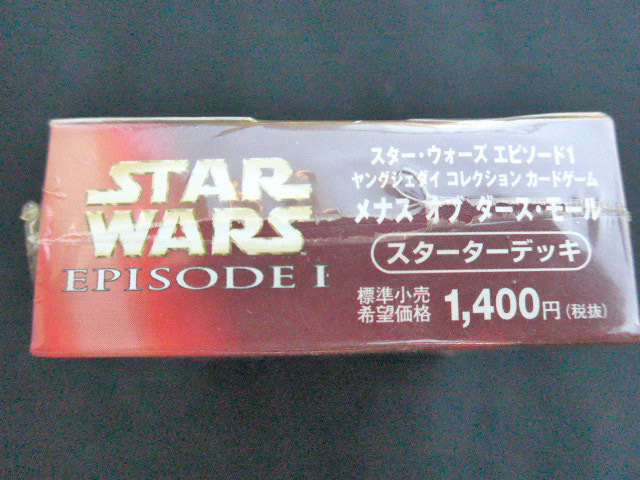 STAR
WARS™
EPISODE I
スター・ウォーズ エピソード1
ヤングジェダイ コレクション カードゲーム
メナス オブ ダース・モール
スターターデッキ
標準小売
希望価格 1,400円(税抜)